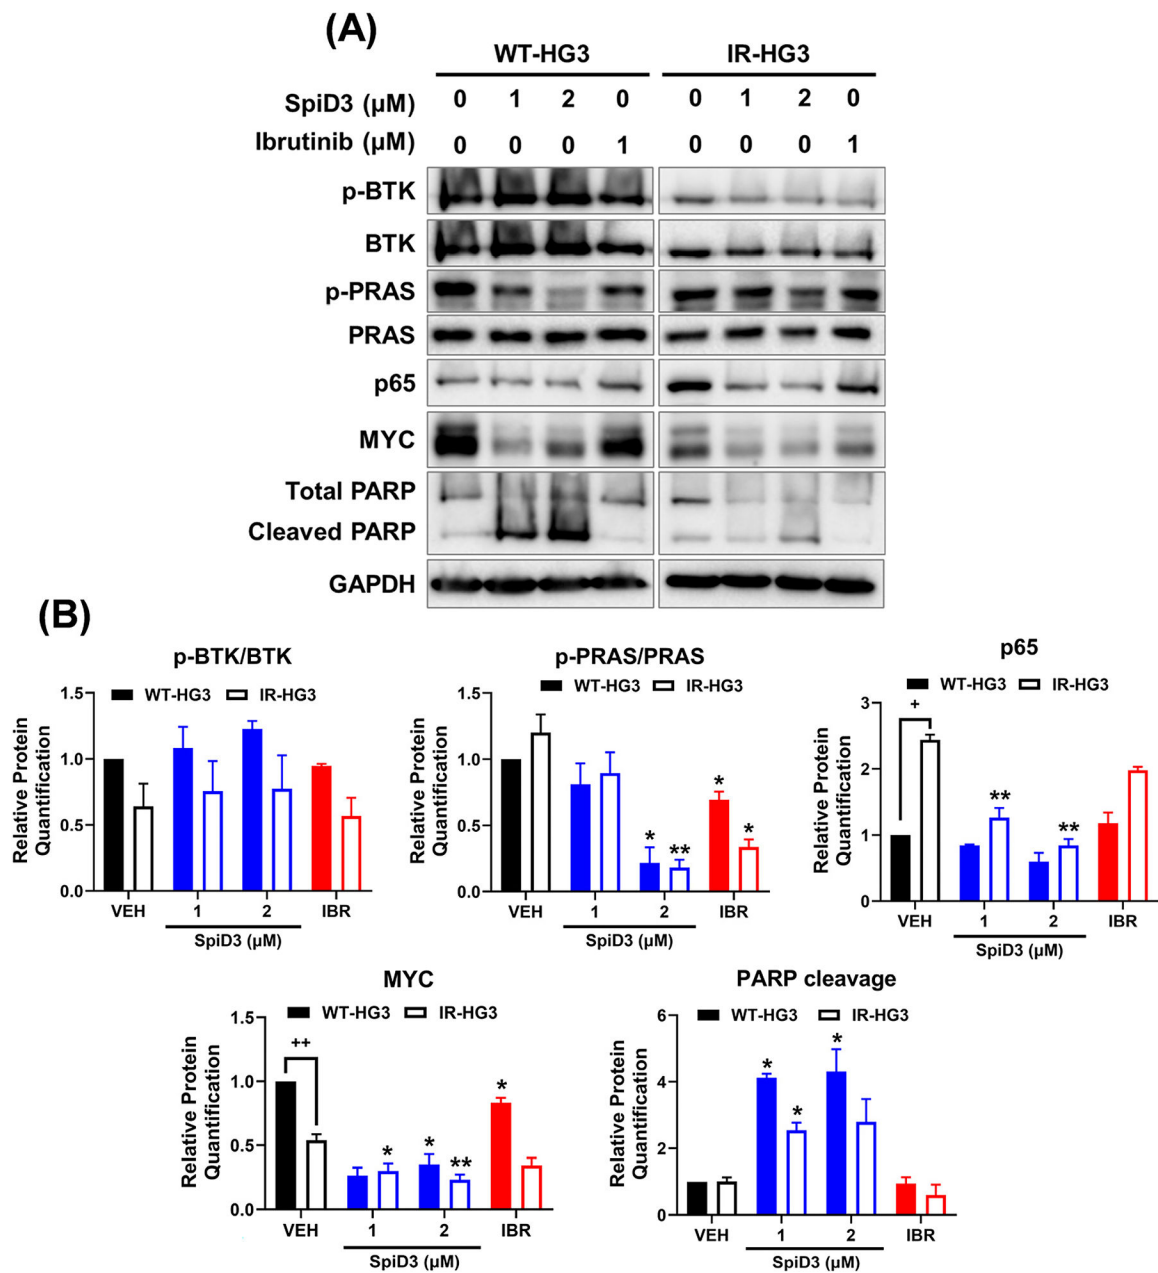 (A)
WT-HG3 IR-HG3
SpiD3 (μM) 0 1 2 0 0 1 2 0
Ibrutinib (μM) 0 0 0 1 0 0 0 1
p-BTK
BTK
p-PRAS
PRAS
p65
MYC
Total PARP
Cleaved PARP
GAPDH
(B)
p-BTK/BTK
WT-HG3 IR-HG3
Relative Protein
Quantification
1.5
1.0
0.5
0.0
VEH 1 2 IBR
SpiD3 (μM)
p-PRAS/PRAS
WT-HG3 IR-HG3
Relative Protein
Quantification
1.5
1.0
0.5
0.0
* ** * *
VEH 1 2 IBR
SpiD3 (μM)
p65
WT-HG3 IR-HG3
Relative Protein
Quantification
3
2
1
0
+ ** **
VEH 1 2 IBR
SpiD3 (μM)
MYC
WT-HG3 IR-HG3
Relative Protein
Quantification
1.5
1.0
0.5
0.0
++ * * ** *
VEH 1 2 IBR
SpiD3 (μM)
PARP cleavage
WT-HG3 IR-HG3
Relative Protein
Quantification
6
4
2
0
* * *
VEH 1 2 IBR
SpiD3 (μM)